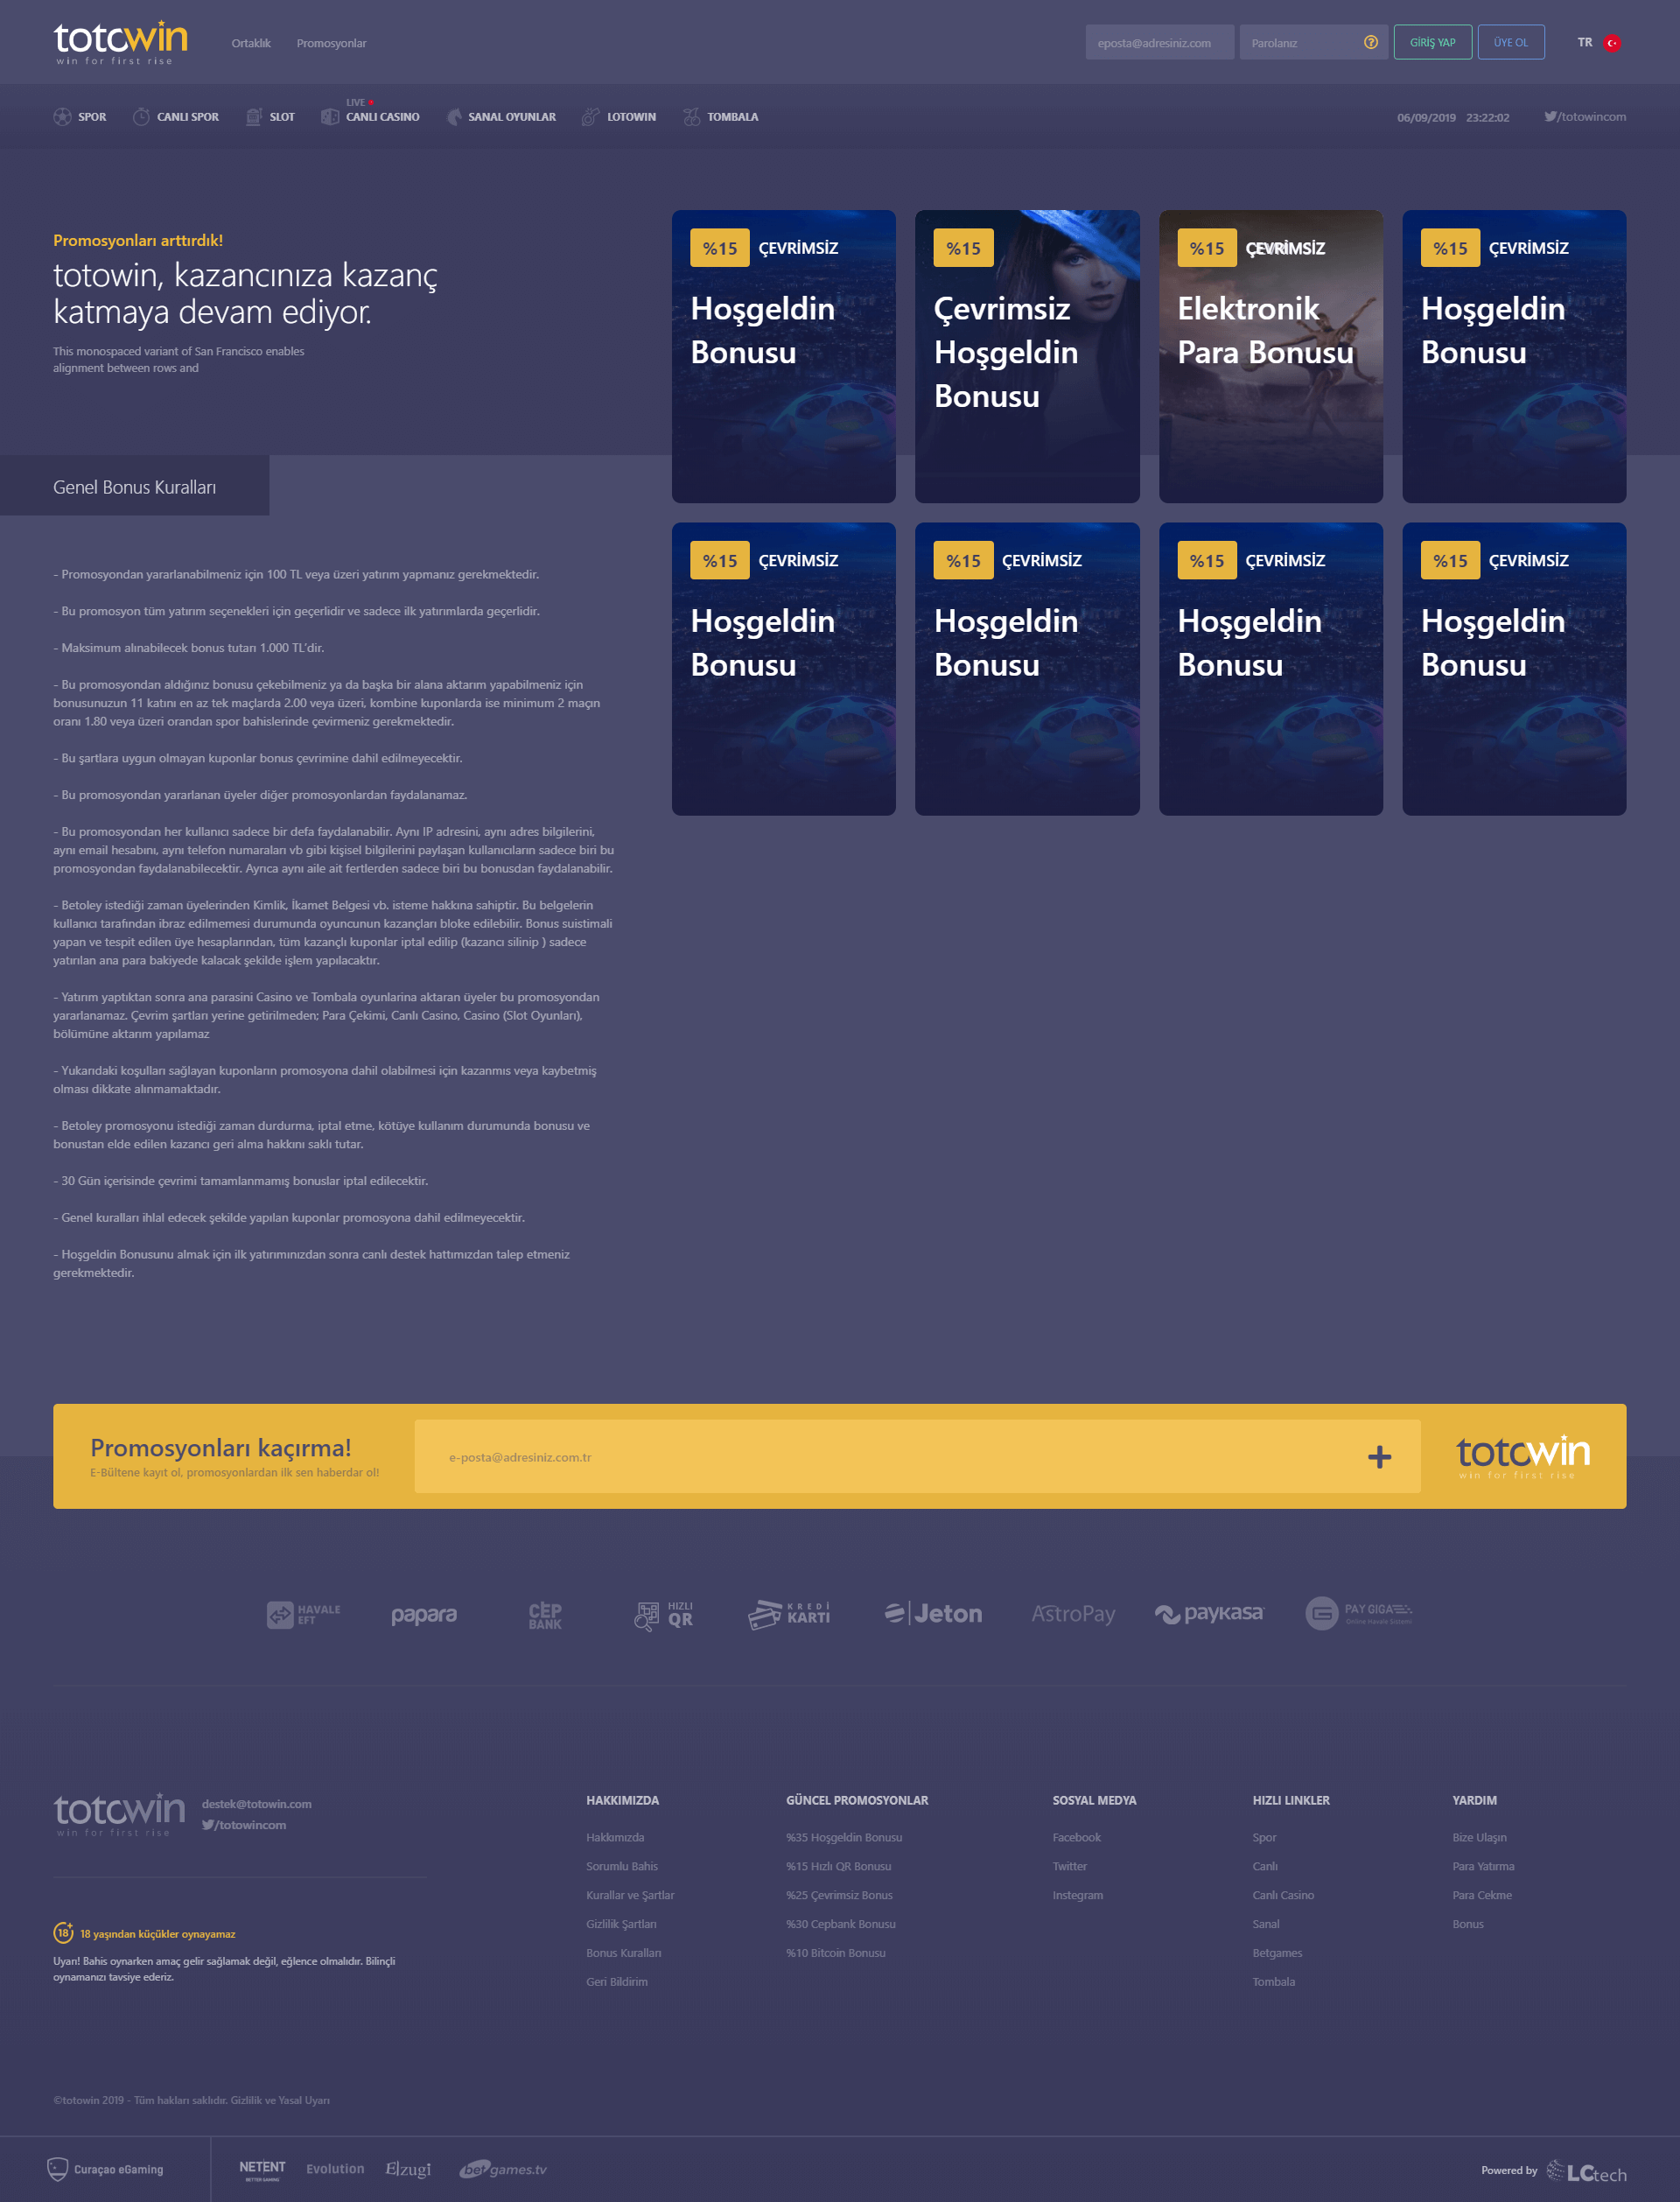 totowin
win for first rise
Ortaklık
Promosyonlar
eposta@adresiniz.com
Parolanız
GİRİŞ YAP
ÜYE OL
TR
SPOR
CANLI SPOR
SLOT
LIVE
CANLI CASINO
SANAL OYUNLAR
LOTOWIN
TOMBALA
06/09/2019 23:22:02
/totowincom
Promosyonları arttırdık!
totowin, kazancınıza kazanç
katmaya devam ediyor.
This monospaced variant of San Francisco enables
alignment between rows and
%15 ÇEVRİMSİZ
Hoşgeldin
Bonusu
%15
Çevrimsiz
Hoşgeldin
Bonusu
%15
Elektronik
Para Bonusu
%15 ÇEVRİMSİZ
Hoşgeldin
Bonusu
Genel Bonus Kuralları
%15 ÇEVRİMSİZ
Hoşgeldin
Bonusu
%15 ÇEVRİMSİZ
Hoşgeldin
Bonusu
%15 ÇEVRİMSİZ
Hoşgeldin
Bonusu
%15 ÇEVRİMSİZ
Hoşgeldin
Bonusu
- Promosyondan yararlanabilmeniz için 100 TL veya üzeri yatırım yapmanız gerekmektedir.
- Bu promosyon tüm yatırım seçenekleri için geçerlidir ve sadece ilk yatırımlarda geçerlidir.
- Maksimum alınabilecek bonus tutarı 1.000 TL'dir.
- Bu promosyondan aldığınız bonusu çekebilmeniz ya da başka bir alana aktarım yapabilmeniz için
bonusunuzun 11 katını en az tek maçlarda 2.00 veya üzeri, kombine kuponlarda ise minimum 2 maçın
oranı 1.80 veya üzeri orandan spor bahislerinde çevirmeniz gerekmektedir.
- Bu şartlara uygun olmayan kuponlar bonus çevrimine dahil edilmeyecektir.
- Bu promosyondan yararlanan üyeler diğer promosyonlardan faydalanamaz.
- Bu promosyondan her kullanıcı sadece bir defa faydalanabilir. Aynı IP adresini, aynı adres bilgilerini,
aynı email hesabını, aynı telefon numaraları vb gibi kişisel bilgilerini paylaşan kullanıcıların sadece biri bu
promosyondan faydalanabilecektir. Ayrıca aynı aile ait fertlerden sadece biri bu bonusdan faydalanabilir.
- Betoley istediği zaman üyelerinden Kimlik, İkamet Belgesi vb. isteme hakkına sahiptir. Bu belgelerin
kullanıcı tarafından ibraz edilmemesi durumunda oyuncunun kazançları bloke edilebilir. Bonus suistimali
yapan ve tespit edilen üye hesaplarından, tüm kazançlı kuponlar iptal edilip (kazancı silinip ) sadece
yatırılan ana para bakiyede kalacak şekilde işlem yapılacaktır.
- Yatırım yaptıktan sonra ana parasini Casino ve Tombala oyunlarina aktaran üyeler bu promosyondan
yararlanamaz. Çevrim şartları yerine getirilmeden; Para Çekimi, Canlı Casino, Casino (Slot Oyunları),
bölümüne aktarım yapılamaz
- Yukarıdaki koşulları sağlayan kuponların promosyona dahil olabilmesi için kazanmıs veya kaybetmiş
olması dikkate alınmamaktadır.
- Betoley promosyonu istediği zaman durdurma, iptal etme, kötüye kullanım durumunda bonusu ve
bonustan elde edilen kazancı geri alma hakkını saklı tutar.
- 30 Gün içerisinde çevrimi tamamlanmamış bonuslar iptal edilecektir.
- Genel kuralları ihlal edecek şekilde yapılan kuponlar promosyona dahil edilmeyecektir.
- Hoşgeldin Bonusunu almak için ilk yatırımınızdan sonra canlı destek hattımızdan talep etmeniz
gerekmektedir.
Promosyonları kaçırma!
E-Bültene kayıt ol, promosyonlardan ilk sen haberdar ol!
e-posta@adresiniz.com.tr
totowin
win for first rise
HAVALE
EFT
papara
CEP
BANK
HIZLI
QR
KREDİ
KARTI
Jeton
AstroPay
paykasa
PAY GIGA
Online Havale Sistemi
totowin
win for first rise
destek@totowin.com
/totowincom
18+
18 yaşından küçükler oynayamaz
Uyarı! Bahis oynarken amaç gelir sağlamak değil, eğlence olmalıdır. Bilinçli
oynamanızı tavsiye ederiz.
HAKKIMIZDA
Hakkımızda
Sorumlu Bahis
Kurallar ve Şartlar
Gizlilik Şartları
Bonus Kuralları
Geri Bildirim
GÜNCEL PROMOSYONLAR
%35 Hoşgeldin Bonusu
%15 Hızlı QR Bonusu
%25 Çevrimsiz Bonus
%30 Cepbank Bonusu
%10 Bitcoin Bonusu
SOSYAL MEDYA
Facebook
Twitter
Instegram
HIZLI LINKLER
Spor
Canlı
Canlı Casino
Sanal
Betgames
Tombala
YARDIM
Bize Ulaşın
Para Yatırma
Para Cekme
Bonus
©totowin 2019 - Tüm hakları saklıdır. Gizlilik ve Yasal Uyarı
Curaçao eGaming
NETENT
BETTER GAMING
Evolution
Ezugi
betgames.tv
Powered by
LCtech